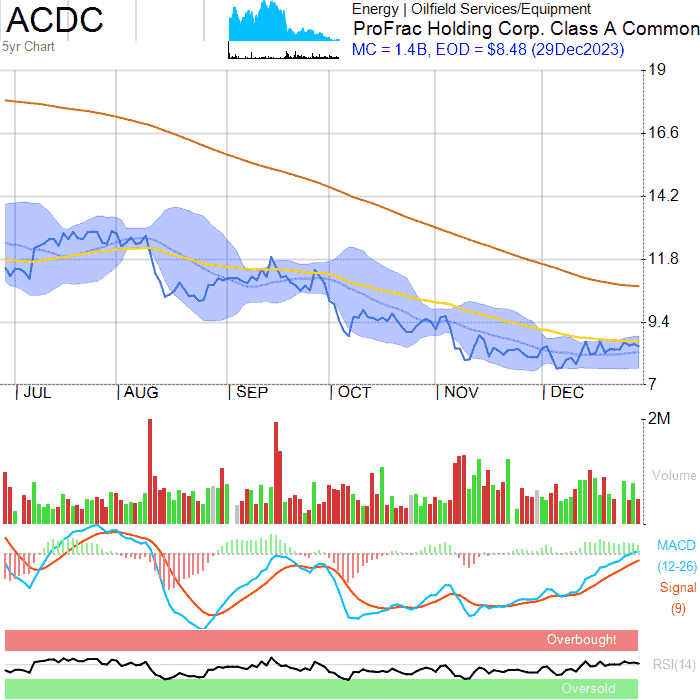 ACDC
5yr Chart
Energy | Oilfield Services/Equipment
ProFrac Holding Corp. Class A Common
MC = 1.4B, EOD = $8.48 (29Dec2023)
19
16.6
14.2
11.8
9.4
7
JUL AUG SEP OCT NOV DEC
2M
Volume
MACD
(12-26)
Signal
(9)
Overbought
RSI(14)
Oversold